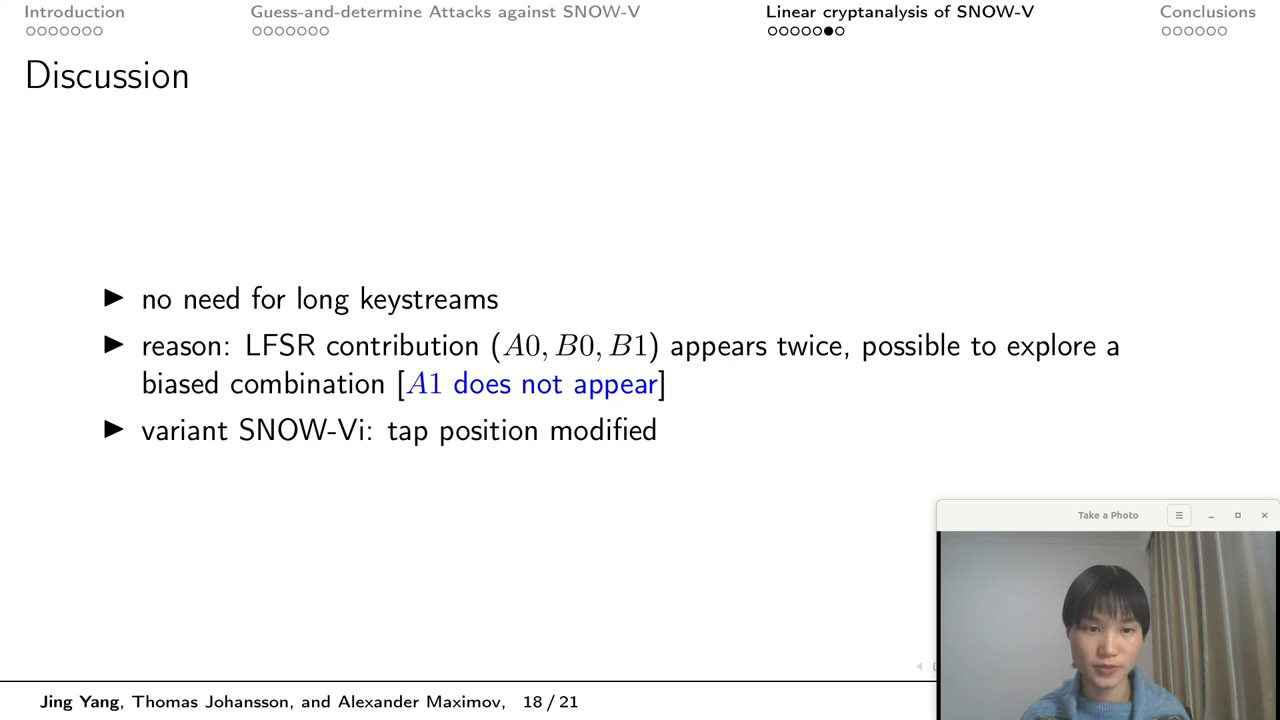 Introduction
Guess-and-determine Attacks against SNOW-V
Linear cryptanalysis of SNOW-V
Conclusions
Discussion
no need for long keystreams
reason: LFSR contribution (A0, B0, B1) appears twice, possible to explore a
biased combination [A1 does not appear]
variant SNOW-Vi: tap position modified
Take a Photo
Jing Yang, Thomas Johansson, and Alexander Maximov, 18 / 21